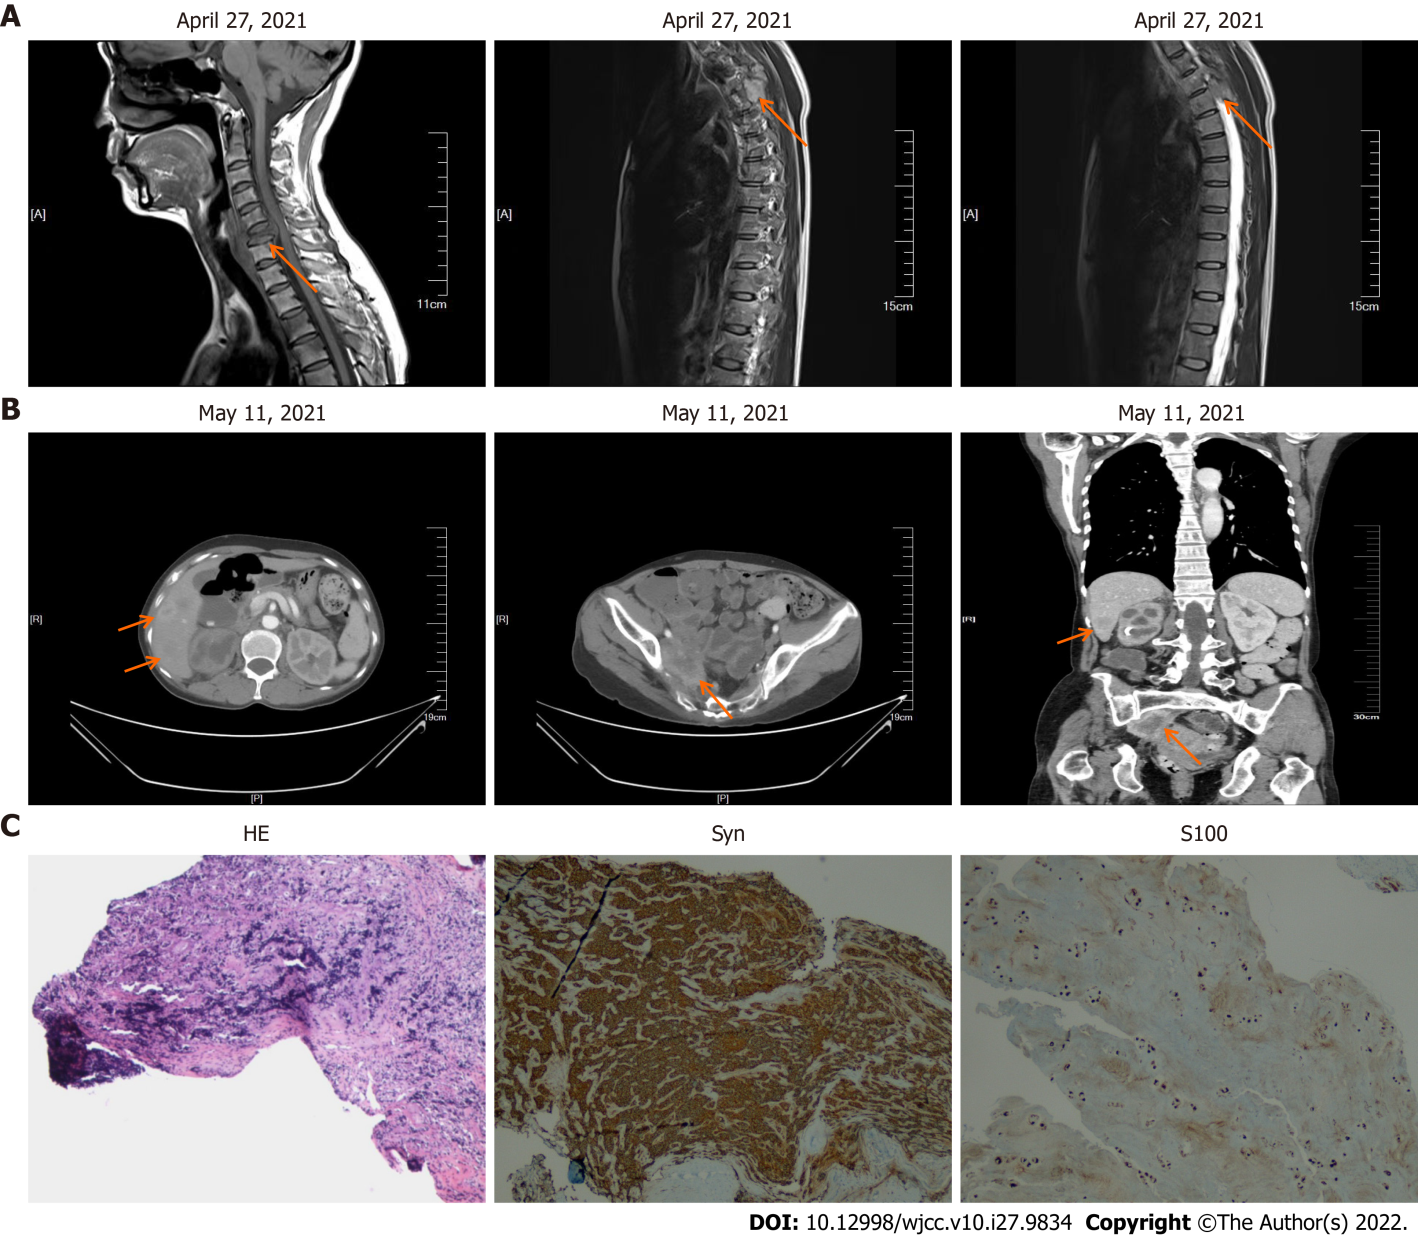 A
April 27, 2021
April 27, 2021
April 27, 2021
[A]
11cm
[A]
15cm
[A]
15cm
B
May 11, 2021
May 11, 2021
May 11, 2021
[R]
19cm
[P]
[R]
19cm
[P]
[R]
30cm
C
HE
Syn
S100
DOI: 10.12998/wjcc.v10.i27.9834 Copyright ©The Author(s) 2022.